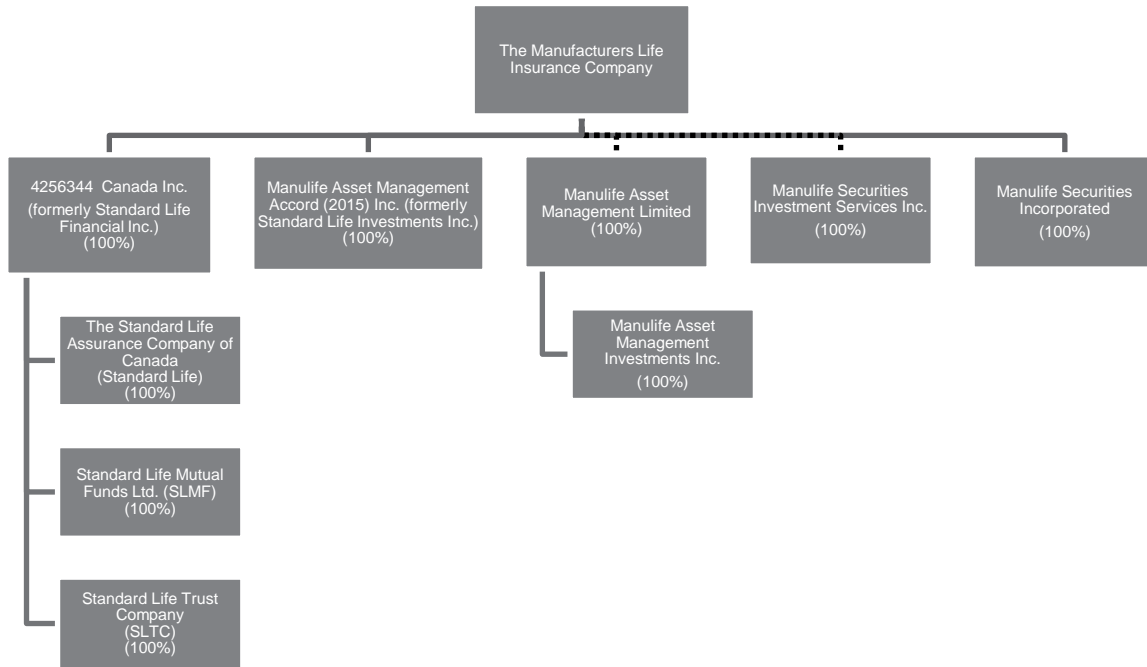 The Manufacturers Life
Insurance Company
4256344 Canada Inc.
(formerly Standard Life
Financial Inc.)
(100%)
Manulife Asset Management
Accord (2015) Inc. (formerly
Standard Life Investments Inc.)
(100%)
Manulife Asset
Management Limited
(100%)
Manulife Securities
Investment Services Inc.
(100%)
Manulife Securities
Incorporated
(100%)
The Standard Life
Assurance Company of
Canada
(Standard Life)
(100%)
Manulife Asset
Management
Investments Inc.
(100%)
Standard Life Mutual
Funds Ltd. (SLMF)
(100%)
Standard Life Trust
Company
(SLTC)
(100%)